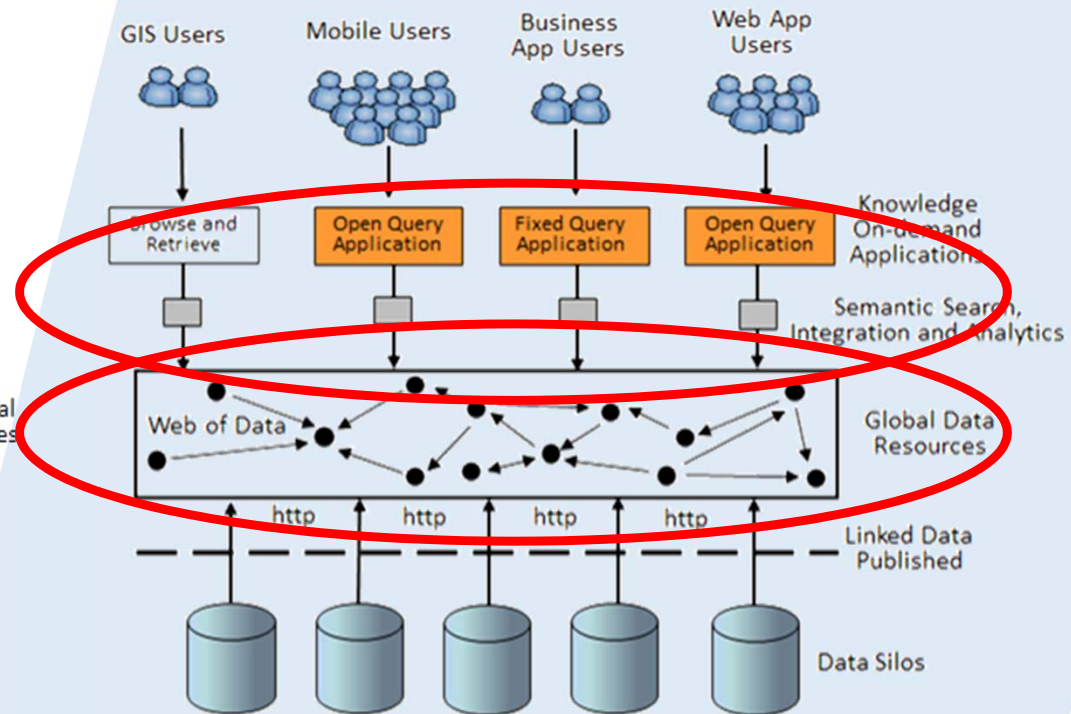 GIS Users
Mobile Users
Business
App Users
Web App
Users
Browse and
Retrieve
Open Query
Application
Fixed Query
Application
Open Query
Application
Knowledge
On-demand
Applications
Semantic Search,
Integration and Analytics
al
es
Web of Data
Global Data
Resources
http
http
http
http
Linked Data
Published
Data Silos